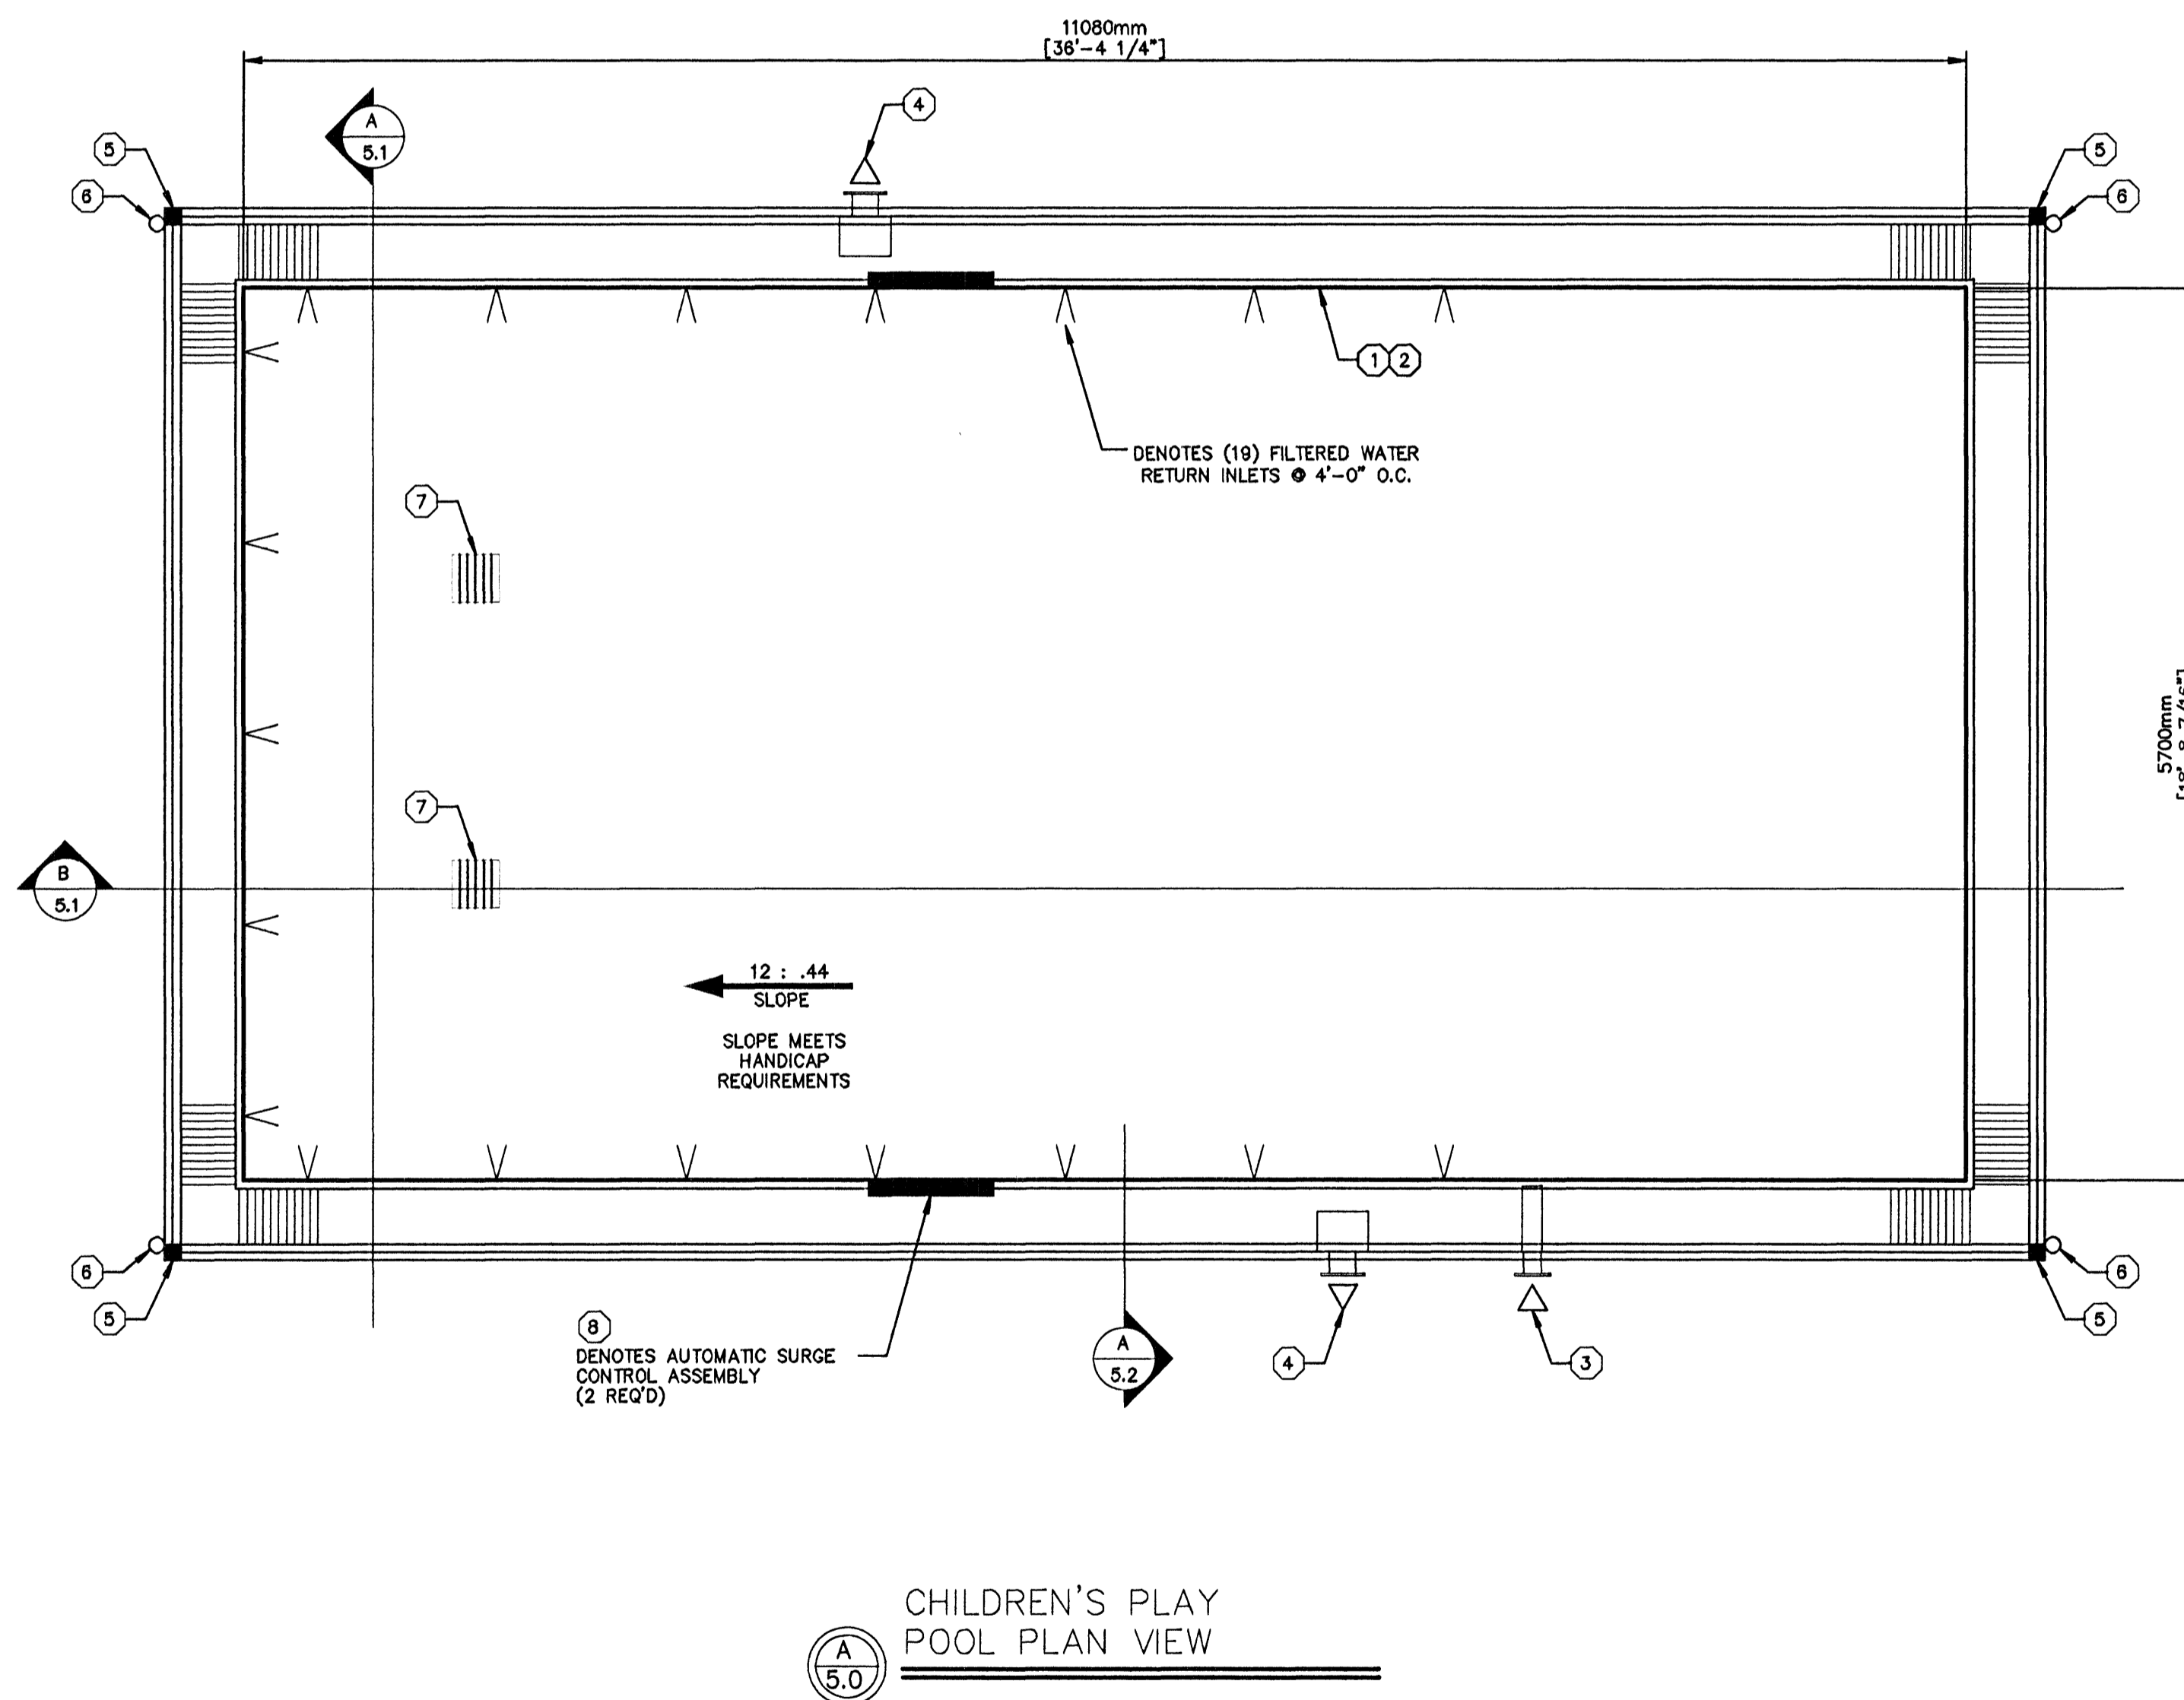 11080mm
[36'-4 1/4"]
4
A
5.1
5
5
6
6
1 2
DENOTES (19) FILTERED WATER
RETURN INLETS @ 4'-0" O.C.
7
5700mm
7
B
5.1
12 : .44
SLOPE
SLOPE MEETS
HANDICAP
REQUIREMENTS
6
6
5
5
8
DENOTES AUTOMATIC SURGE
CONTROL ASSEMBLY
(2 REQ'D)
A
5.2
4
3
CHILDREN'S PLAY
POOL PLAN VIEW
A
5.0